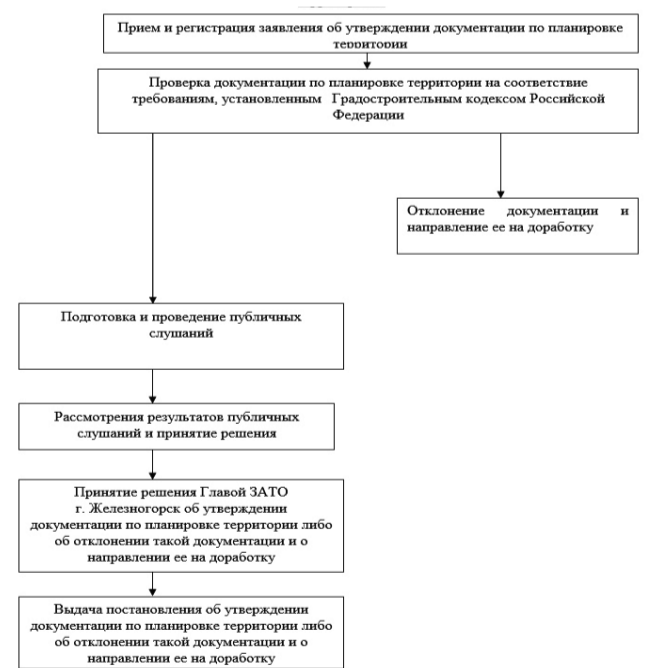 Прием и регистрация заявления об утверждении документации по планировке
территории
Проверка документации по планировке территории на соответствие
требованиям, установленным Градостроительным кодексом Российской
Федерации
Отклонение документации и
направление ее на доработку
Подготовка и проведение публичных
слушаний
Рассмотрения результатов публичных
слушаний и принятие решения
Принятие решения Главой ЗАТО
г. Железногорск об утверждении
документации по планировке территории либо
об отклонении такой документации и о
направлении ее на доработку
Выдача постановления об утверждении
документации по планировке территории либо
об отклонении такой документации и о
направлении ее на доработку